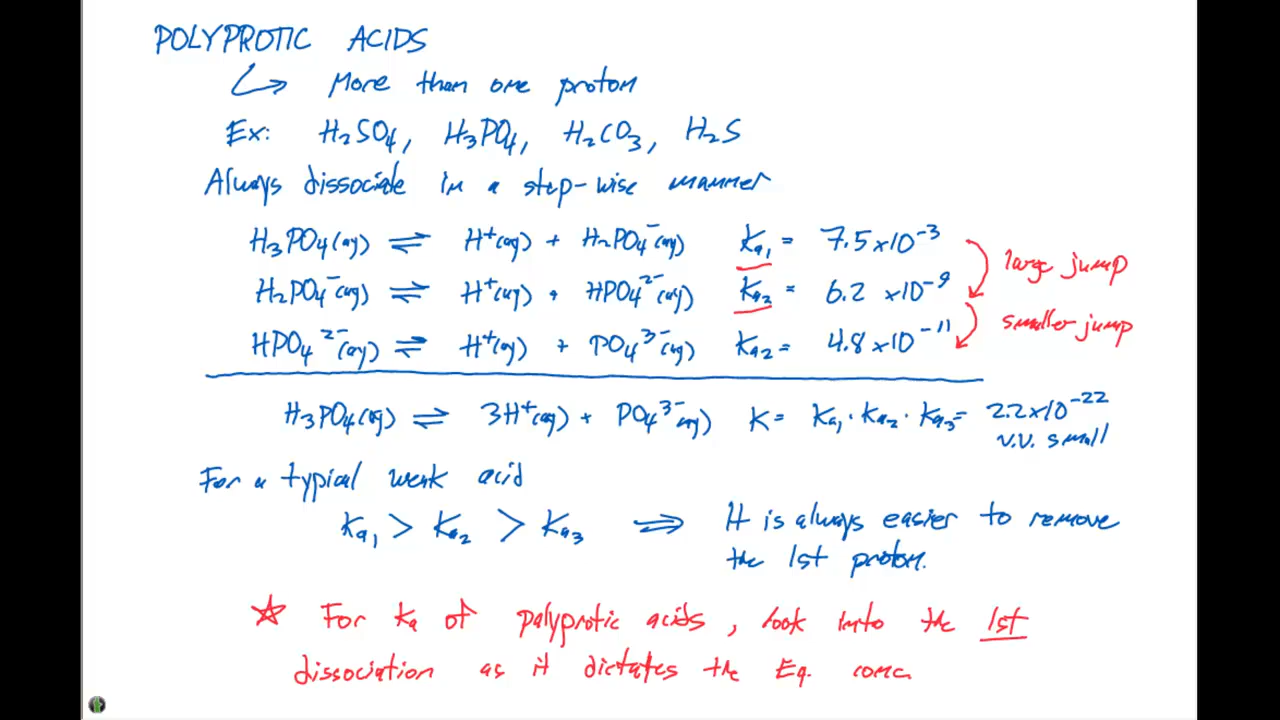 POLYPROTIC ACIDS
↳ More than one proton
Ex: H₂SO₄, H₃PO₄, H₂CO₃, H₂S
Always dissociate in a step-wise manner
H₃PO₄(aq) ⇌ H⁺(aq) + H₂PO₄⁻(aq) Ka₁ = 7.5×10⁻³
large jump
H₂PO₄⁻(aq) ⇌ H⁺(aq) + HPO₄²⁻(aq) Ka₂ = 6.2 ×10⁻⁹
smaller jump
HPO₄²⁻(aq) ⇌ H⁺(aq) + PO₄³⁻(aq) Ka₂ = 4.8×10⁻¹¹
H₃PO₄(aq) ⇌ 3H⁺(aq) + PO₄³⁻(aq) K = Ka₁·Ka₂·Ka₃ = 2.2×10⁻²²
v.v. small
For a typical weak acid
Ka₁ > Ka₂ > Ka₃ ⇒ It is always easier to remove
the 1st proton.
☆ For Ka of polyprotic acids, look into the 1st
dissociation as it dictates the Eq. conc.